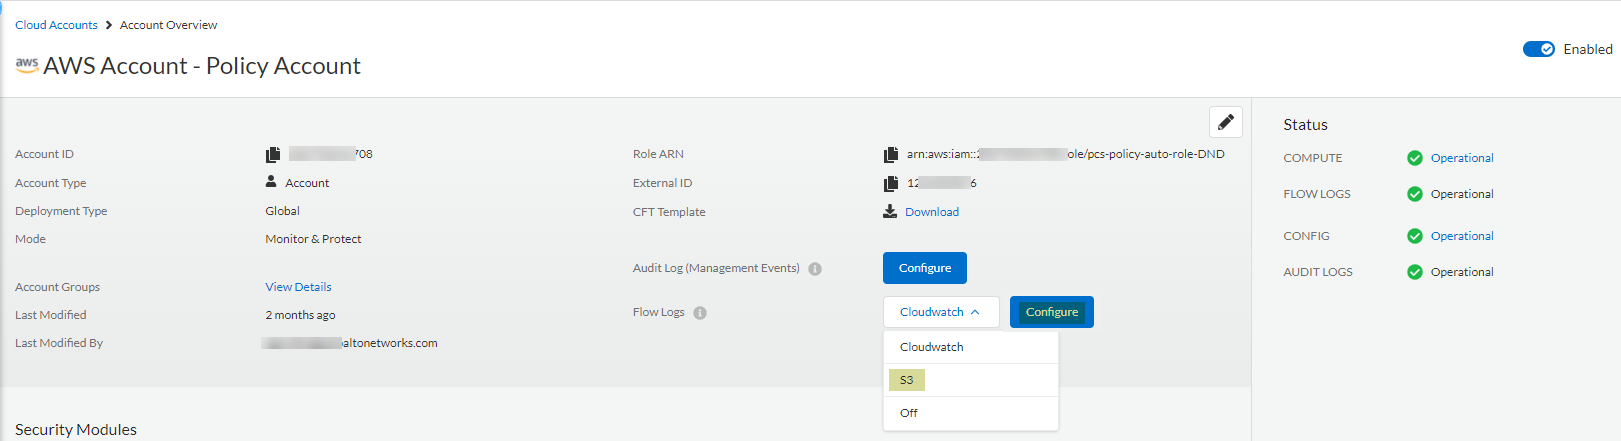 Cloud Accounts > Account Overview
aws AWS Account - Policy Account
Enabled
Account ID 708
Account Type Account
Deployment Type Global
Mode Monitor & Protect
Account Groups View Details
Last Modified 2 months ago
Last Modified By altonetworks.com
Role ARN arn:aws:iam::2 ole/pcs-policy-auto-role-DND
External ID 12 6
CFT Template Download
Audit Log (Management Events) Configure
Flow Logs Cloudwatch Configure
Cloudwatch
S3
Off
Status
COMPUTE Operational
FLOW LOGS Operational
CONFIG Operational
AUDIT LOGS Operational
Security Modules